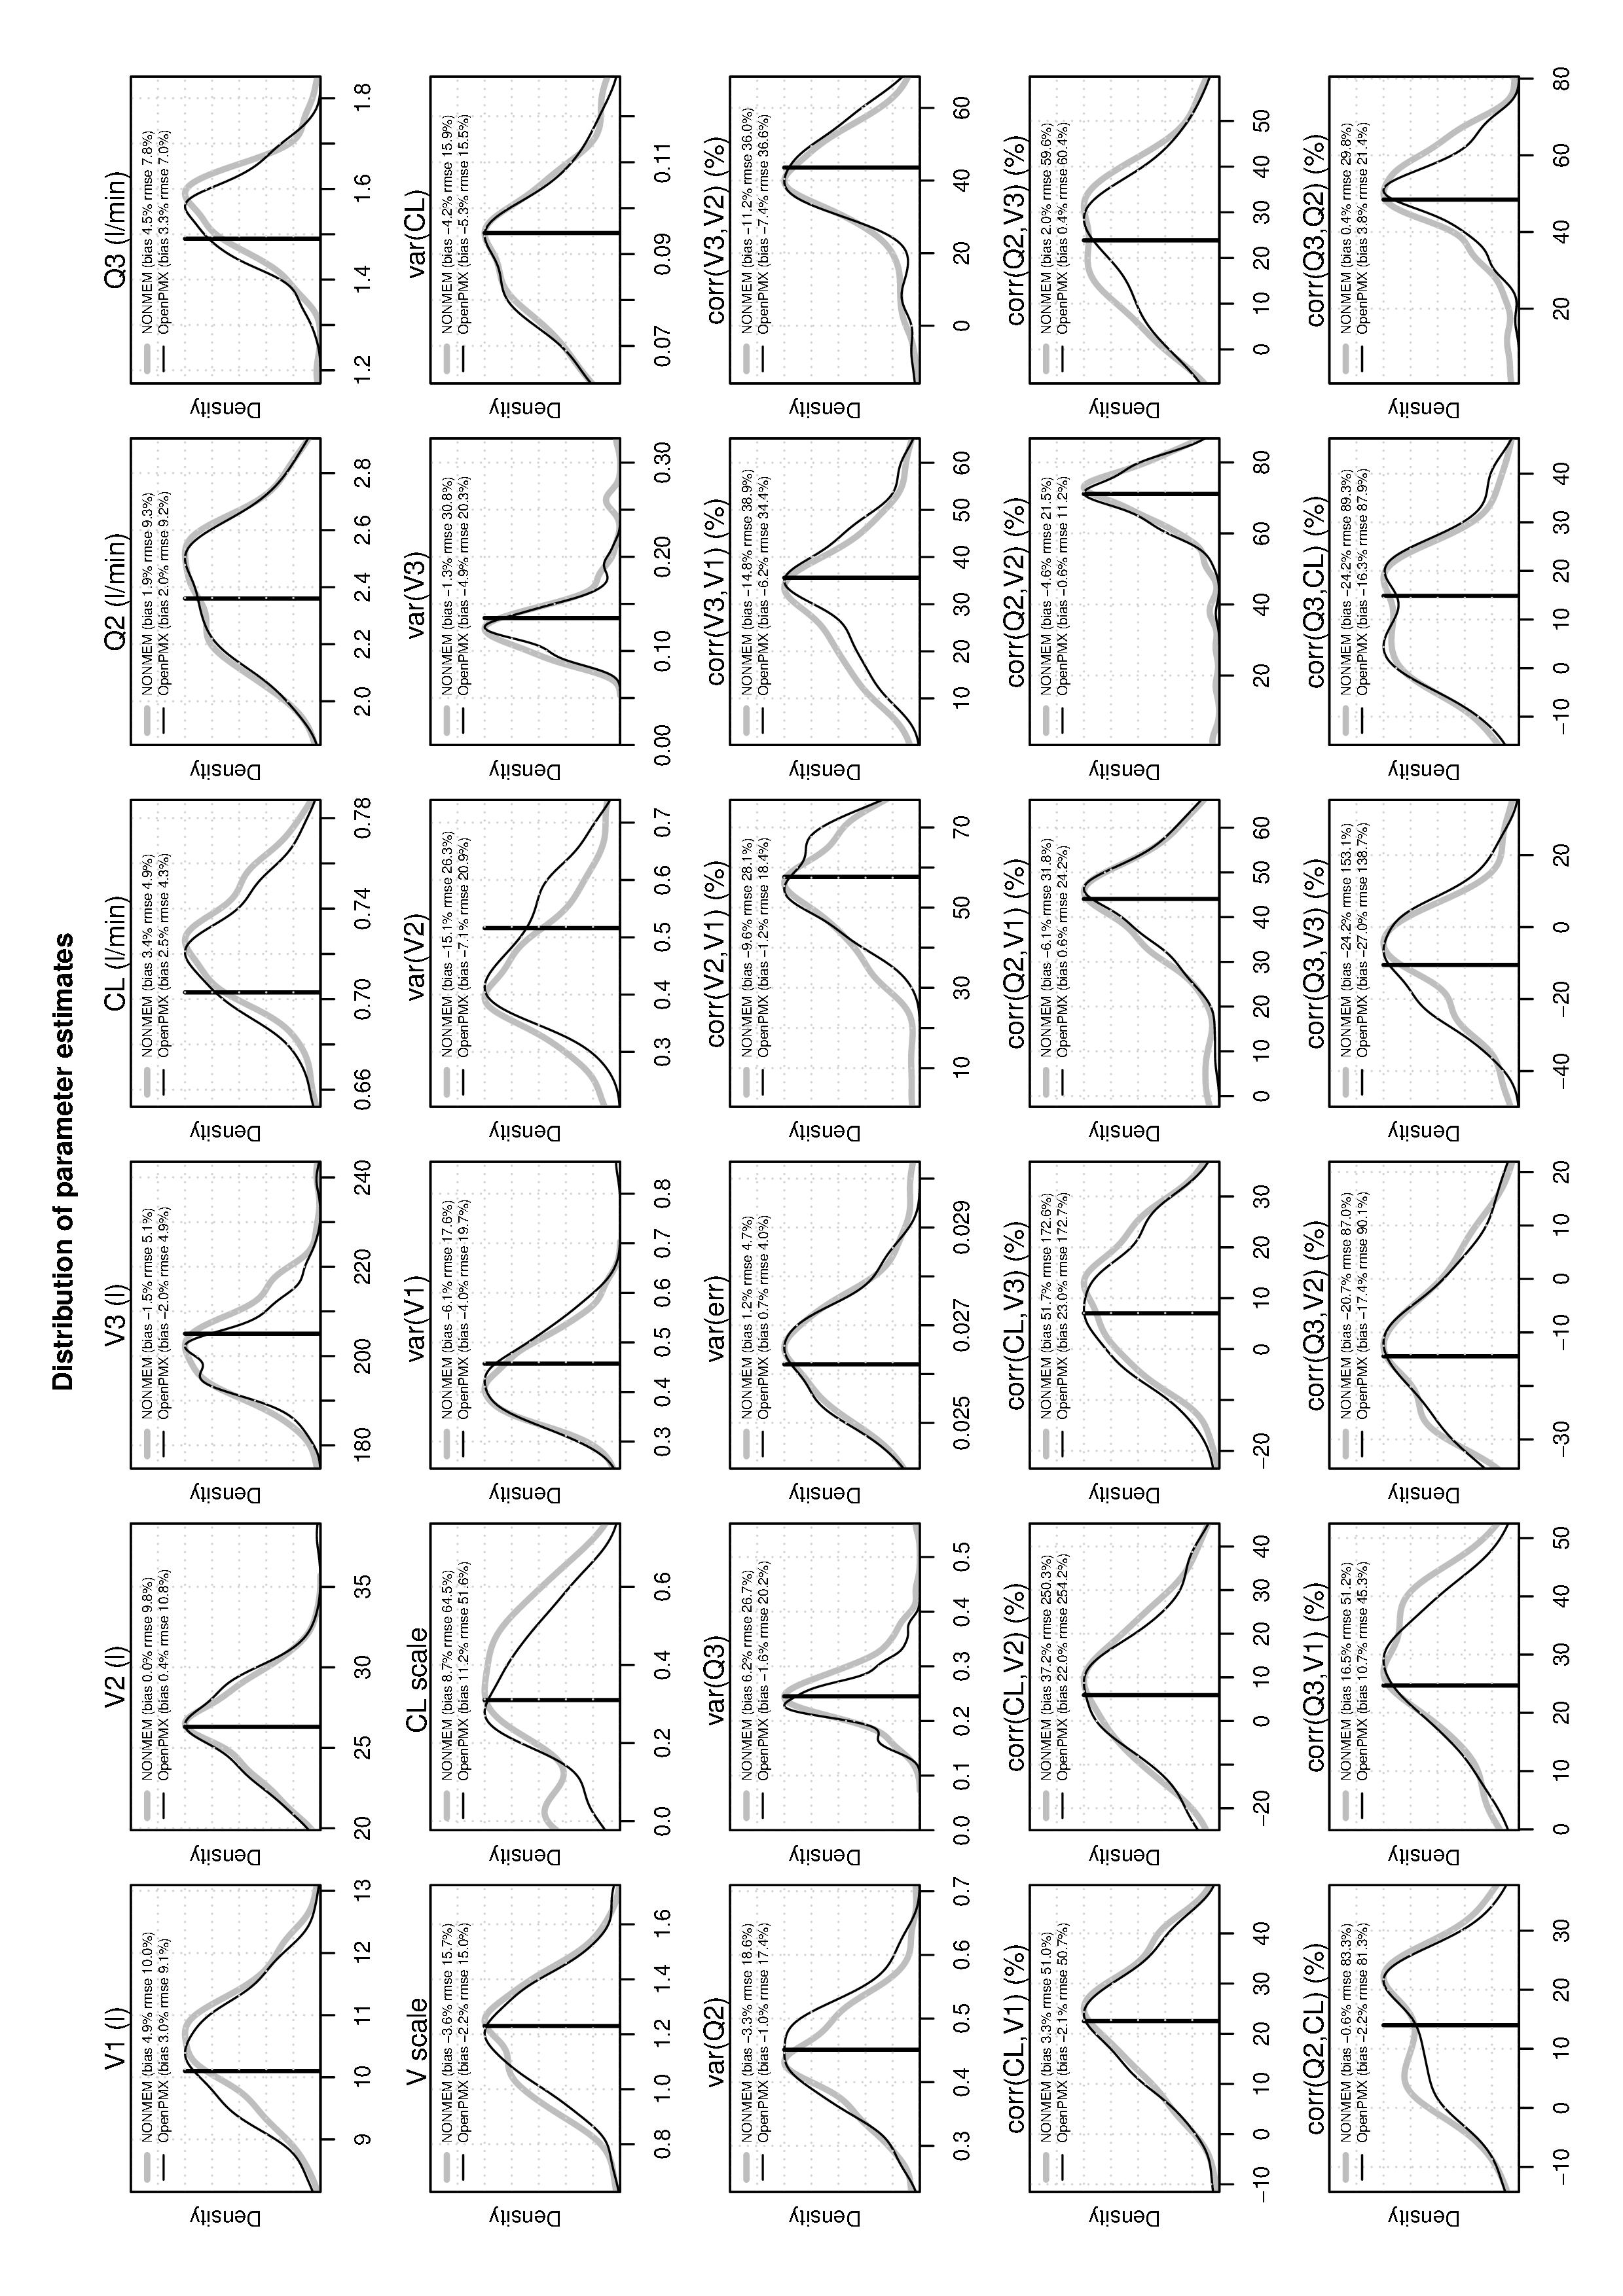 Distribution of parameter estimates
V1 (l)
NONMEM (bias 4.9% rmse 10.0%)
OpenPMX (bias 3.0% rmse 9.1%)
Density
9 10 11 12 13
V2 (l)
NONMEM (bias 0.0% rmse 9.8%)
OpenPMX (bias 0.4% rmse 10.8%)
Density
20 25 30 35
V3 (l)
NONMEM (bias −1.5% rmse 5.1%)
OpenPMX (bias −2.0% rmse 4.9%)
Density
180 200 220 240
CL (l/min)
NONMEM (bias 3.4% rmse 4.9%)
OpenPMX (bias 2.5% rmse 4.3%)
Density
0.66 0.70 0.74 0.78
Q2 (l/min)
NONMEM (bias 1.9% rmse 9.3%)
OpenPMX (bias 2.0% rmse 9.2%)
Density
2.0 2.2 2.4 2.6 2.8
Q3 (l/min)
NONMEM (bias 4.5% rmse 7.8%)
OpenPMX (bias 3.3% rmse 7.0%)
Density
1.2 1.4 1.6 1.8
V scale
NONMEM (bias −3.6% rmse 15.7%)
OpenPMX (bias −2.2% rmse 15.0%)
Density
0.8 1.0 1.2 1.4 1.6
CL scale
NONMEM (bias 8.7% rmse 64.5%)
OpenPMX (bias 11.2% rmse 51.6%)
Density
0.0 0.2 0.4 0.6
var(V1)
NONMEM (bias −6.1% rmse 17.6%)
OpenPMX (bias −4.0% rmse 19.7%)
Density
0.3 0.4 0.5 0.6 0.7 0.8
var(V2)
NONMEM (bias −15.1% rmse 26.3%)
OpenPMX (bias −7.1% rmse 20.9%)
Density
0.3 0.4 0.5 0.6 0.7
var(V3)
NONMEM (bias −1.3% rmse 30.8%)
OpenPMX (bias −4.9% rmse 20.3%)
Density
0.00 0.10 0.20 0.30
var(CL)
NONMEM (bias −4.2% rmse 15.9%)
OpenPMX (bias −5.3% rmse 15.5%)
Density
0.07 0.09 0.11
var(Q2)
NONMEM (bias −3.3% rmse 18.6%)
OpenPMX (bias −1.0% rmse 17.4%)
Density
0.3 0.4 0.5 0.6 0.7
var(Q3)
NONMEM (bias 6.2% rmse 26.7%)
OpenPMX (bias −1.6% rmse 20.2%)
Density
0.0 0.1 0.2 0.3 0.4 0.5
var(err)
NONMEM (bias 1.2% rmse 4.7%)
OpenPMX (bias 0.7% rmse 4.0%)
Density
0.025 0.027 0.029
corr(V2,V1) (%)
NONMEM (bias −9.6% rmse 28.1%)
OpenPMX (bias −1.2% rmse 18.4%)
Density
10 30 50 70
corr(V3,V1) (%)
NONMEM (bias −14.8% rmse 38.9%)
OpenPMX (bias −6.2% rmse 34.4%)
Density
10 20 30 40 50 60
corr(V3,V2) (%)
NONMEM (bias −11.2% rmse 36.0%)
OpenPMX (bias −7.4% rmse 36.6%)
Density
0 20 40 60
corr(CL,V1) (%)
NONMEM (bias 3.3% rmse 51.0%)
OpenPMX (bias −2.1% rmse 50.7%)
Density
−10 0 10 20 30 40
corr(CL,V2) (%)
NONMEM (bias 37.2% rmse 250.3%)
OpenPMX (bias 22.0% rmse 254.2%)
Density
−20 0 10 20 30 40
corr(CL,V3) (%)
NONMEM (bias 51.7% rmse 172.6%)
OpenPMX (bias 23.0% rmse 172.7%)
Density
−20 0 10 20 30
corr(Q2,V1) (%)
NONMEM (bias −6.1% rmse 31.8%)
OpenPMX (bias 0.6% rmse 24.2%)
Density
0 10 20 30 40 50 60
corr(Q2,V2) (%)
NONMEM (bias −4.6% rmse 21.5%)
OpenPMX (bias −0.6% rmse 11.2%)
Density
20 40 60 80
corr(Q2,V3) (%)
NONMEM (bias 2.0% rmse 59.6%)
OpenPMX (bias 0.4% rmse 60.4%)
Density
0 10 20 30 40 50
corr(Q2,CL) (%)
NONMEM (bias −0.6% rmse 83.3%)
OpenPMX (bias −2.2% rmse 81.3%)
Density
−10 0 10 20 30
corr(Q3,V1) (%)
NONMEM (bias 16.5% rmse 51.2%)
OpenPMX (bias 10.7% rmse 45.3%)
Density
0 10 20 30 40 50
corr(Q3,V2) (%)
NONMEM (bias −20.7% rmse 87.0%)
OpenPMX (bias −17.4% rmse 90.1%)
Density
−30 −10 0 10 20
corr(Q3,V3) (%)
NONMEM (bias −24.2% rmse 153.1%)
OpenPMX (bias −27.0% rmse 138.7%)
Density
−40 −20 0 20
corr(Q3,CL) (%)
NONMEM (bias −24.2% rmse 89.3%)
OpenPMX (bias −16.3% rmse 87.9%)
Density
−10 0 10 20 30 40
corr(Q3,Q2) (%)
NONMEM (bias 0.4% rmse 29.8%)
OpenPMX (bias 3.8% rmse 21.4%)
Density
20 40 60 80